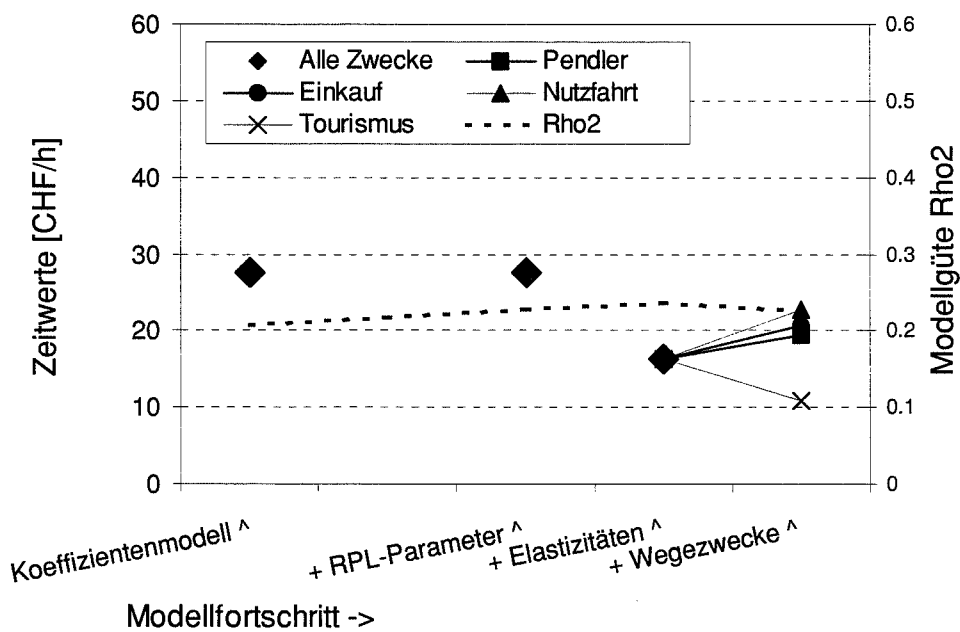 60
50
40
30
20
10
0
Zeitwerte [CHF/h]
Alle Zwecke
Pendler
Einkauf
Nutzfahrt
Tourismus
Rho2
0.6
0.5
0.4
0.3
0.2
0.1
0
Modellgüte Rho2
Koeffizientenmodell ^
+ RPL-Parameter ^
+ Elastizitäten ^
+ Wegezwecke ^
Modellfortschritt ->